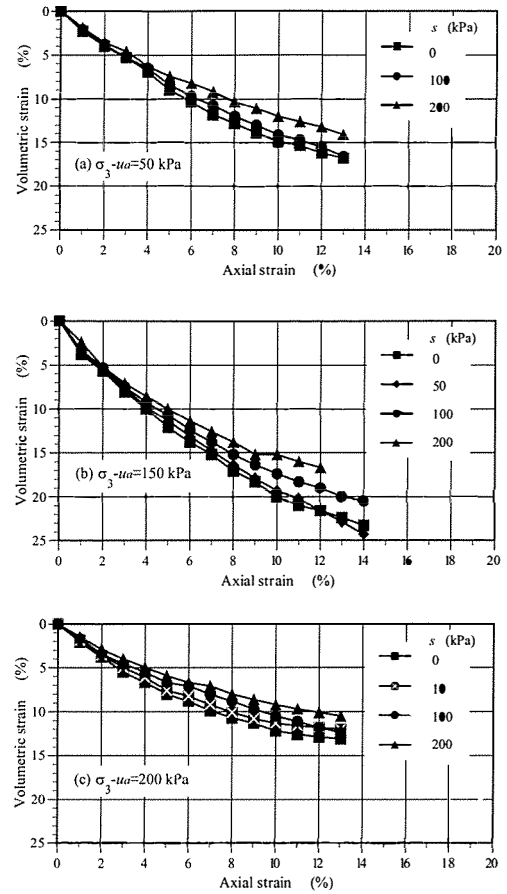 s (kPa)
0
100
200
0
5
10
15
20
25
Volumetric strain (%)
(a) σ3-ua=50 kPa
0 2 4 6 8 10 12 14 16 18 20
Axial strain (%)
s (kPa)
0
50
100
200
0
5
10
15
20
25
Volumetric strain (%)
(b) σ3-ua=150 kPa
0 2 4 6 8 10 12 14 16 18 20
Axial strain (%)
s (kPa)
0
10
100
200
0
5
10
15
20
25
Volumetric strain (%)
(c) σ3-ua=200 kPa
0 2 4 6 8 10 12 14 16 18 20
Axial strain (%)